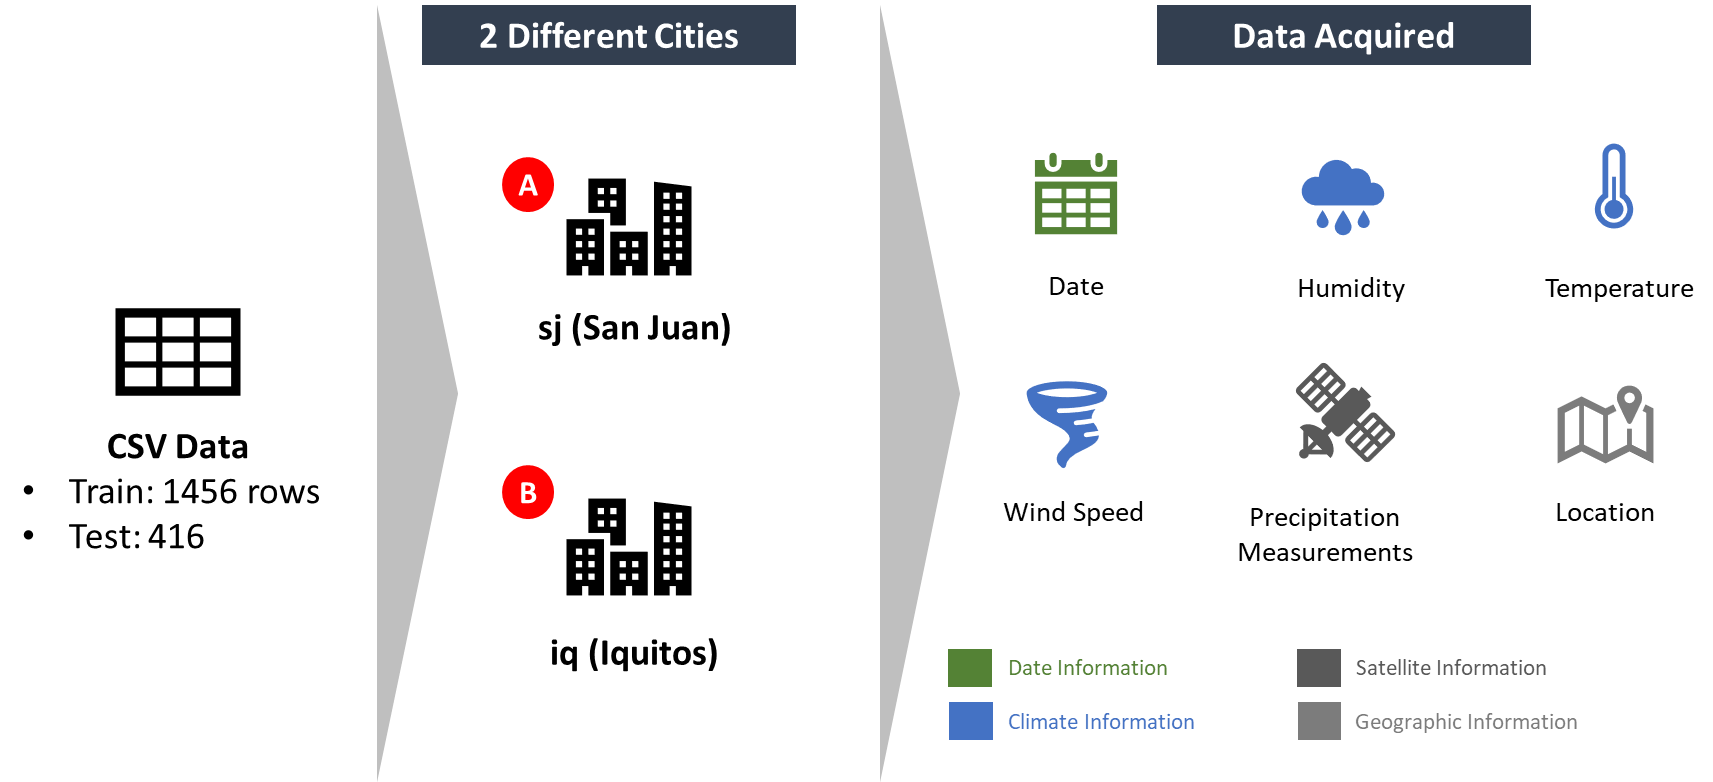 2 Different Cities
Data Acquired
CSV Data
• Train: 1456 rows
• Test: 416
A
sj (San Juan)
B
iq (Iquitos)
Date
Humidity
Temperature
Wind Speed
Precipitation
Measurements
Location
Date Information
Satellite Information
Climate Information
Geographic Information